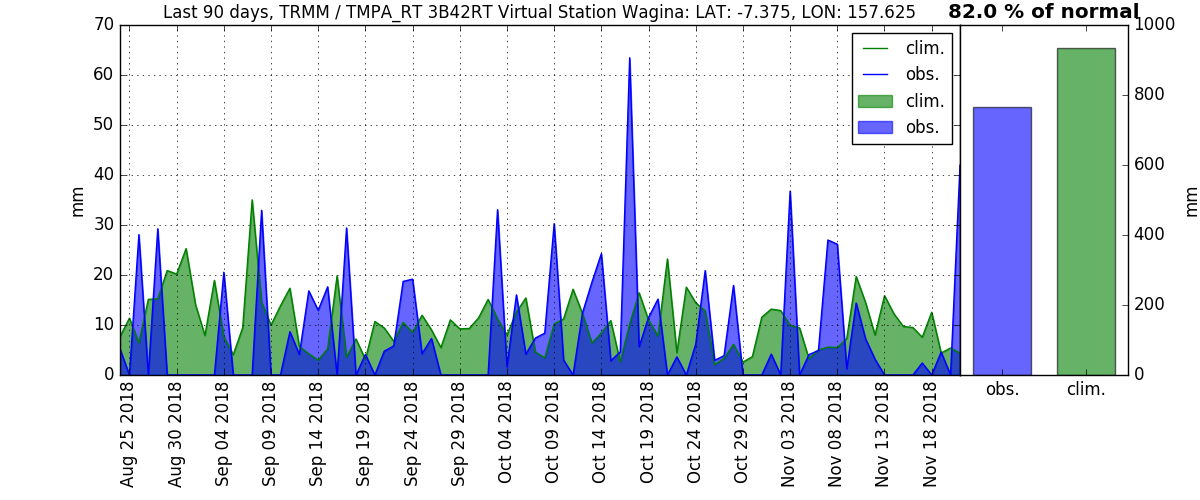 Last 90 days, TRMM / TMPA_RT 3B42RT Virtual Station Wagina: LAT: -7.375, LON: 157.625
82.0 % of normal
clim.
obs.
clim.
obs.
mm
70
60
50
40
30
20
10
0
Aug 25 2018
Aug 30 2018
Sep 04 2018
Sep 09 2018
Sep 14 2018
Sep 19 2018
Sep 24 2018
Sep 29 2018
Oct 04 2018
Oct 09 2018
Oct 14 2018
Oct 19 2018
Oct 24 2018
Oct 29 2018
Nov 03 2018
Nov 08 2018
Nov 13 2018
Nov 18 2018
obs.
clim.
1000
800
600
400
200
0
mm